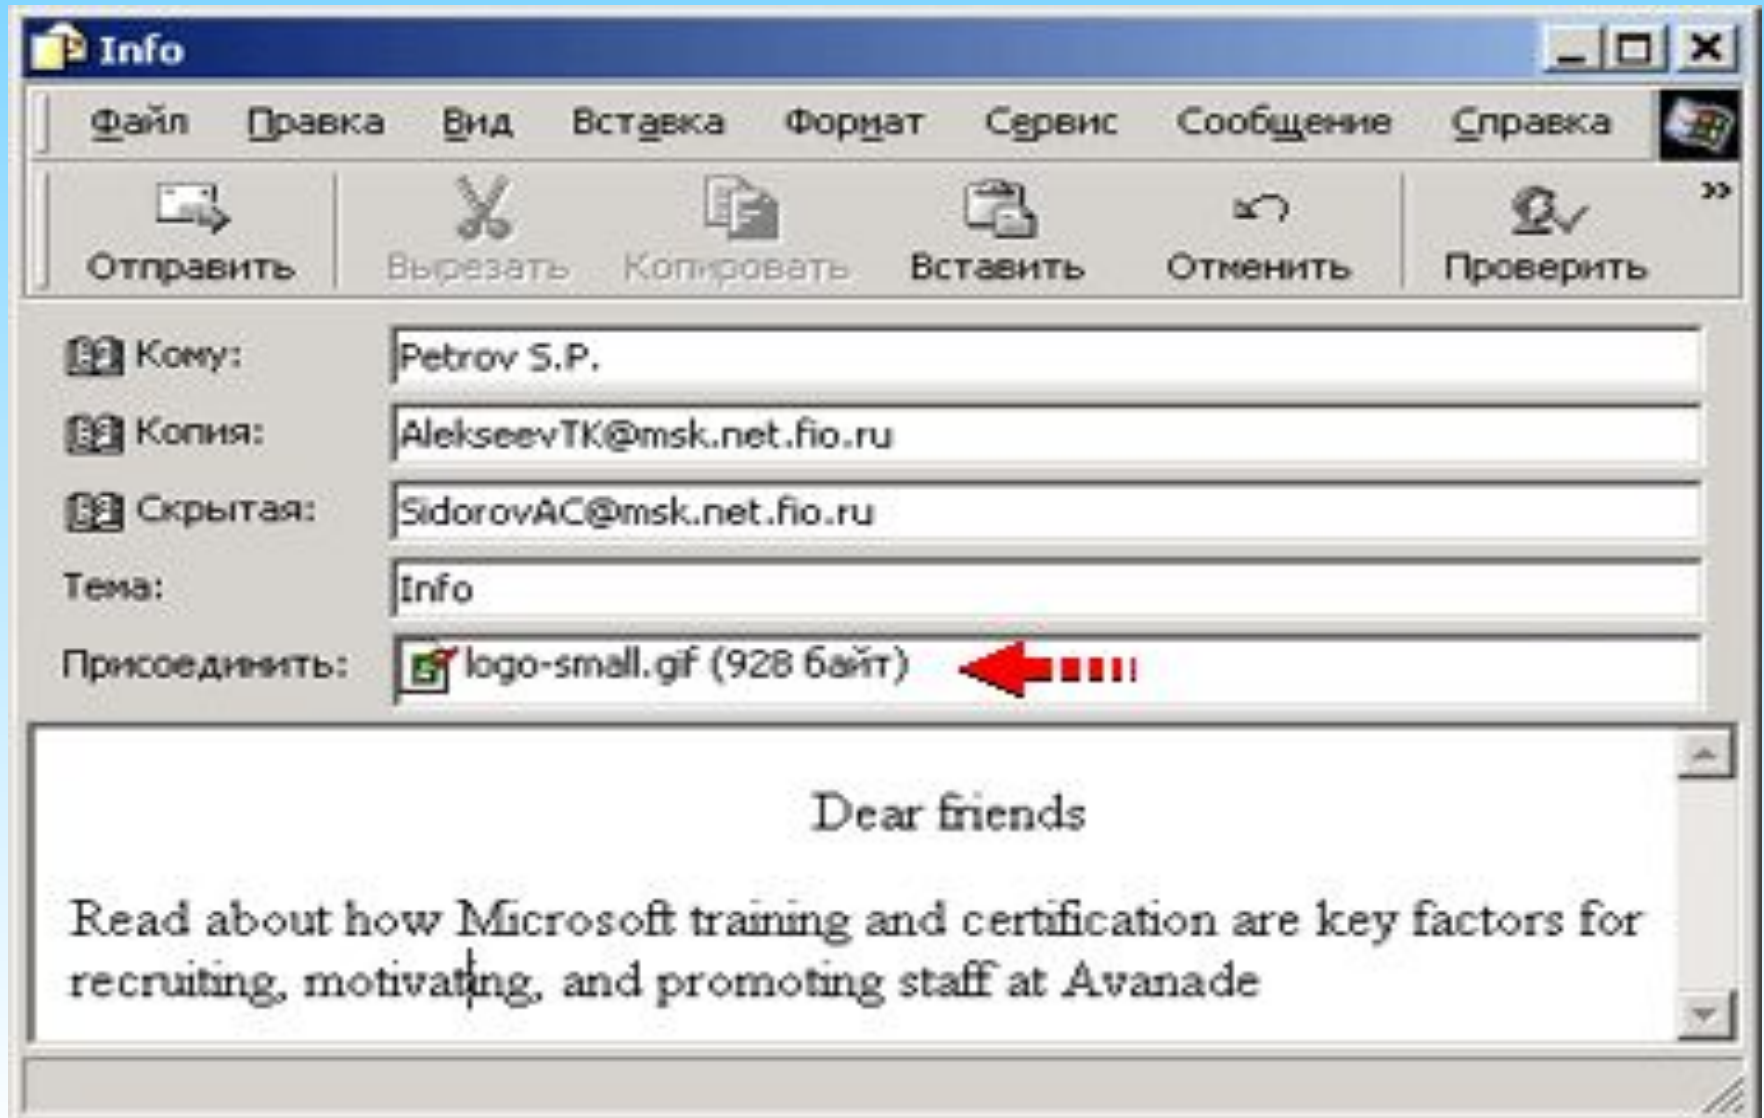 Info
Файл Правка Вид Вставка Формат Сервис Сообщение Справка
Отправить Вырезать Копировать Вставить Отменить Проверить
Кому: Petrov S.P.
Копия: AlekseevTK@msk.net.fio.ru
Скрытая: SidorovAC@msk.net.fio.ru
Тема: Info
Присоединить: logo-small.gif (928 байт)
Dear friends
Read about how Microsoft training and certification are key factors for
recruiting, motivating, and promoting staff at Avanade